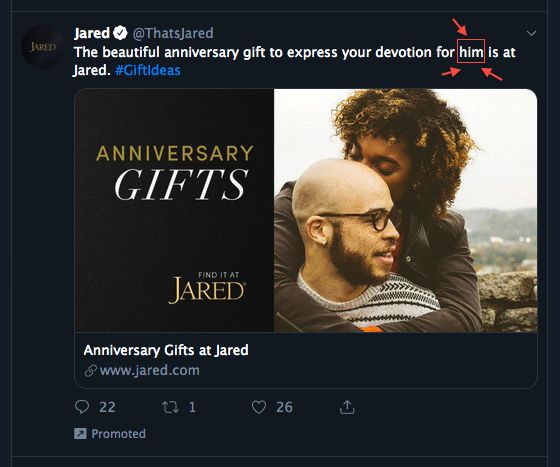 JARED
Jared @ThatsJared
The beautiful anniversary gift to express your devotion for him is at
Jared. #GiftIdeas
ANNIVERSARY
GIFTS
FIND IT AT
JARED®
Anniversary Gifts at Jared
www.jared.com
22 1 26
Promoted